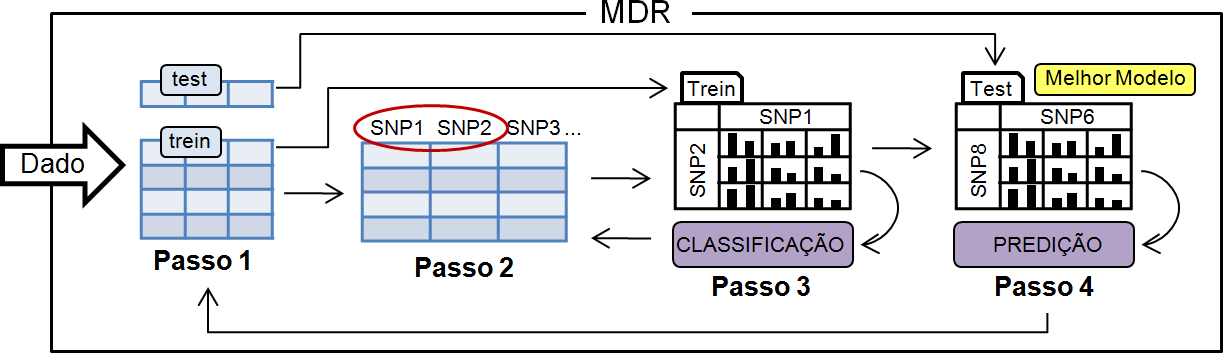 MDR
Dado
test
trein
Passo 1
SNP1 SNP2 SNP3 ...
Passo 2
Trein
SNP1
SNP2
CLASSIFICAÇÃO
Passo 3
Test
Melhor Modelo
SNP6
SNP8
PREDIÇÃO
Passo 4